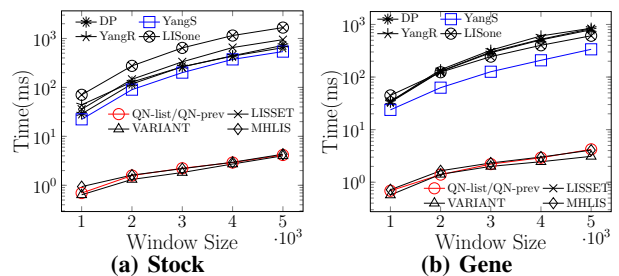 DP YangS
YangR LISone
10³
10²
10¹
10⁰
Time(ms)
QN-list/QN-prev LISSET
VARIANT MHLIS
1 2 3 4 5
Window Size ·10³
(a) Stock
DP YangS
YangR LISone
10³
10²
10¹
10⁰
Time(ms)
QN-list/QN-prev LISSET
VARIANT MHLIS
1 2 3 4 5
Window Size ·10³
(b) Gene